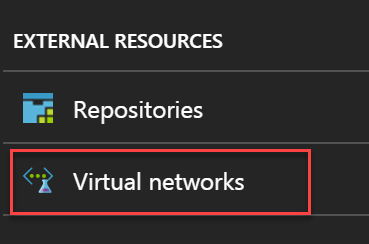 EXTERNAL RESOURCES
Repositories
Virtual networks